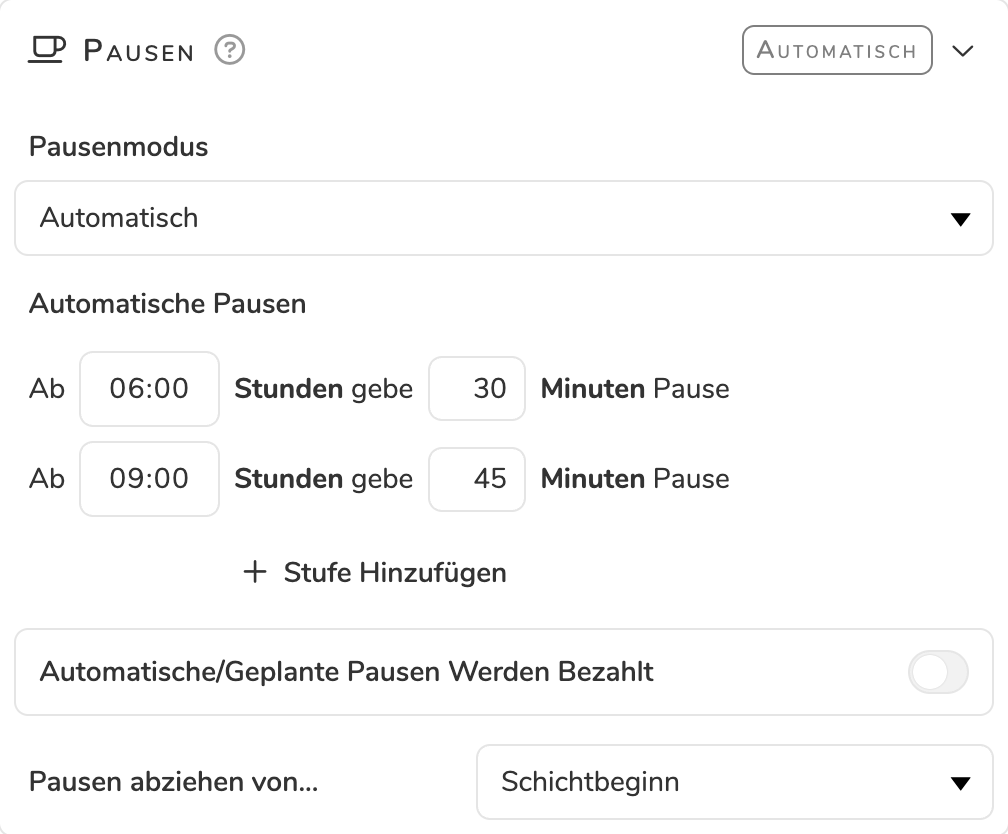 Pausen ? Automatisch
Pausenmodus
Automatisch
Automatische Pausen
Ab 06:00 Stunden gebe 30 Minuten Pause
Ab 09:00 Stunden gebe 45 Minuten Pause
+ Stufe Hinzufügen
Automatische/Geplante Pausen Werden Bezahlt
Pausen abziehen von... Schichtbeginn